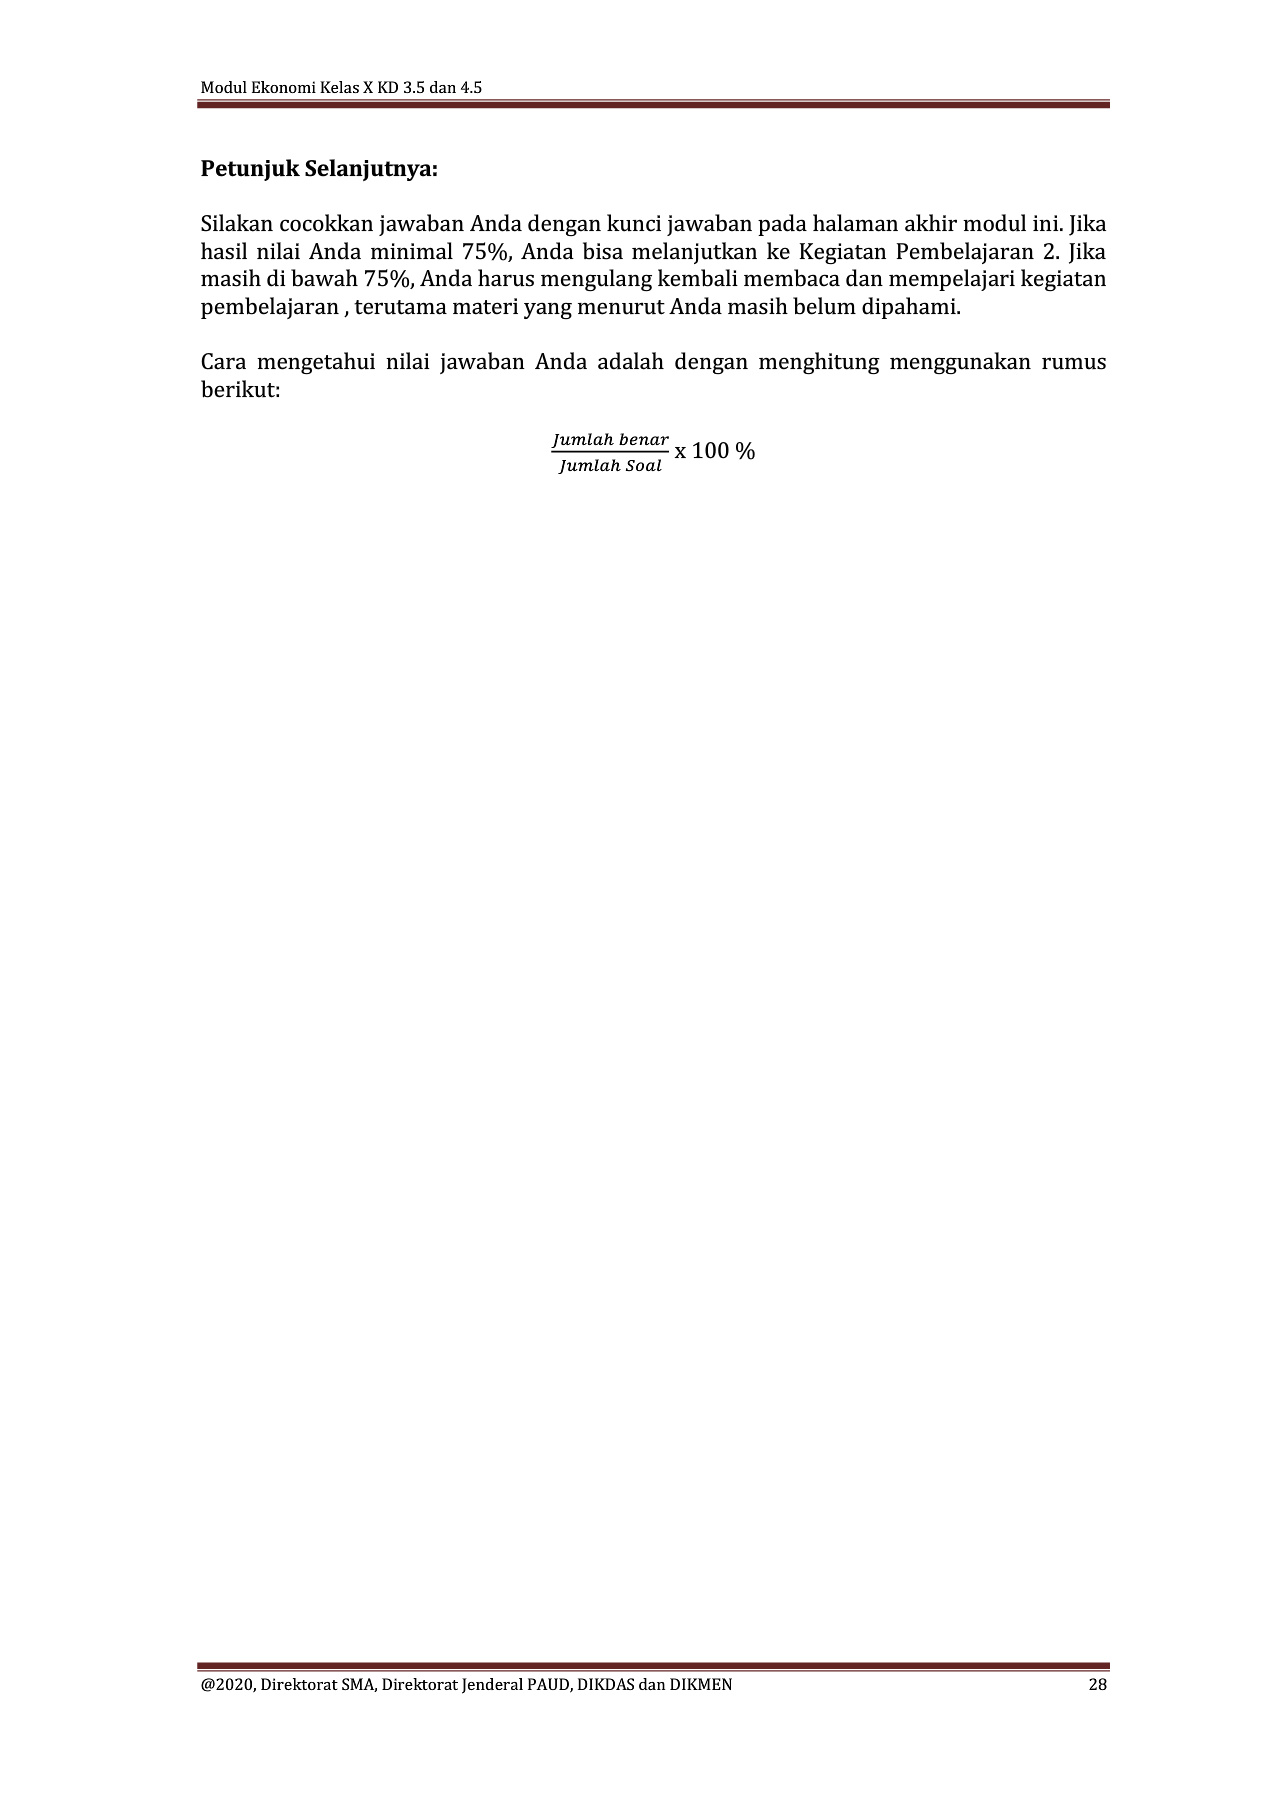 Modul Ekonomi Kelas X KD 3.5 dan 4.5
Petunjuk Selanjutnya:
Silakan cocokkan jawaban Anda dengan kunci jawaban pada halaman akhir modul ini. Jika
hasil nilai Anda minimal 75%, Anda bisa melanjutkan ke Kegiatan Pembelajaran 2. Jika
masih di bawah 75%, Anda harus mengulang kembali membaca dan mempelajari kegiatan
pembelajaran , terutama materi yang menurut Anda masih belum dipahami.
Cara mengetahui nilai jawaban Anda adalah dengan menghitung menggunakan rumus
berikut:
Jumlah benar
Jumlah Soal
x 100 %
@2020, Direktorat SMA, Direktorat Jenderal PAUD, DIKDAS dan DIKMEN 28